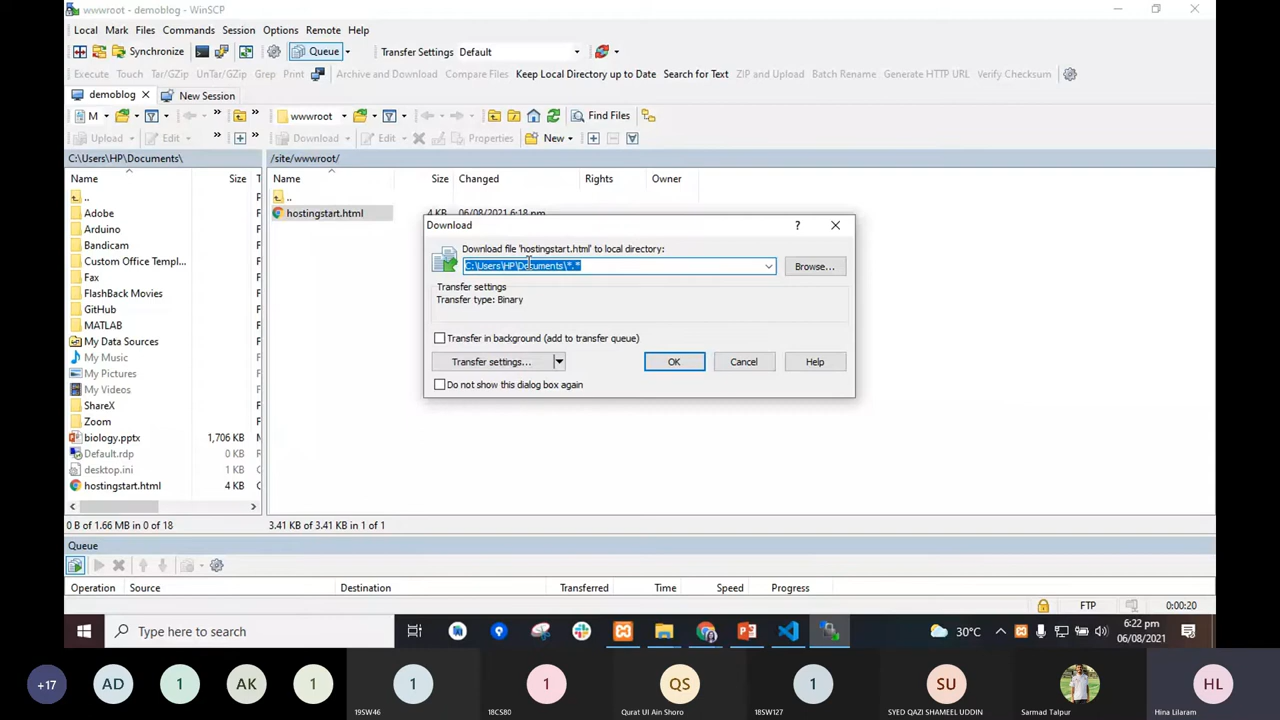 wwwroot - demoblog - WinSCP
Local Mark Files Commands Session Options Remote Help
Synchronize Queue Transfer Settings Default
Execute Touch Tar/GZip UnTar/GZip Grep Print Archive and Download Compare Files Keep Local Directory up to Date Search for Text ZIP and Upload Batch Rename Generate HTTP URL Verify Checksum
demoblog New Session
M wwwroot Find Files
Upload Edit Download Edit Properties New
C:\Users\HP\Documents\ /site/wwwroot/
Name Size T Name Size Changed Rights Owner
.. P ..
Adobe F hostingstart.html 4 KB 06/08/2021 6:18 pm
Arduino F
Bandicam F
Custom Office Templ... F
Fax F
FlashBack Movies F
GitHub F
MATLAB F
My Data Sources F
My Music F
My Pictures F
My Videos F
ShareX F
Zoom F
biology.pptx 1,706 KB
Default.rdp 0 KB
desktop.ini 1 KB
hostingstart.html 4 KB
Download ?
Download file 'hostingstart.html' to local directory:
C:\Users\HP\Documents\*.* Browse...
Transfer settings
Transfer type: Binary
Transfer in background (add to transfer queue)
Transfer settings... OK Cancel Help
Do not show this dialog box again
0 B of 1.66 MB in 0 of 18 3.41 KB of 3.41 KB in 1 of 1
Queue
Operation Source Destination Transferred Time Speed Progress
FTP 0:00:20
Type here to search 30°C 6:22 pm
06/08/2021
+17 AD 1 AK 1 1 1 QS 1 SU HL
19SW46 18CS80 Qurat Ul Ain Shoro 18SW127 SYED QAZI SHAMEEL UDDIN Sarmad Talpur Hina Lilaram